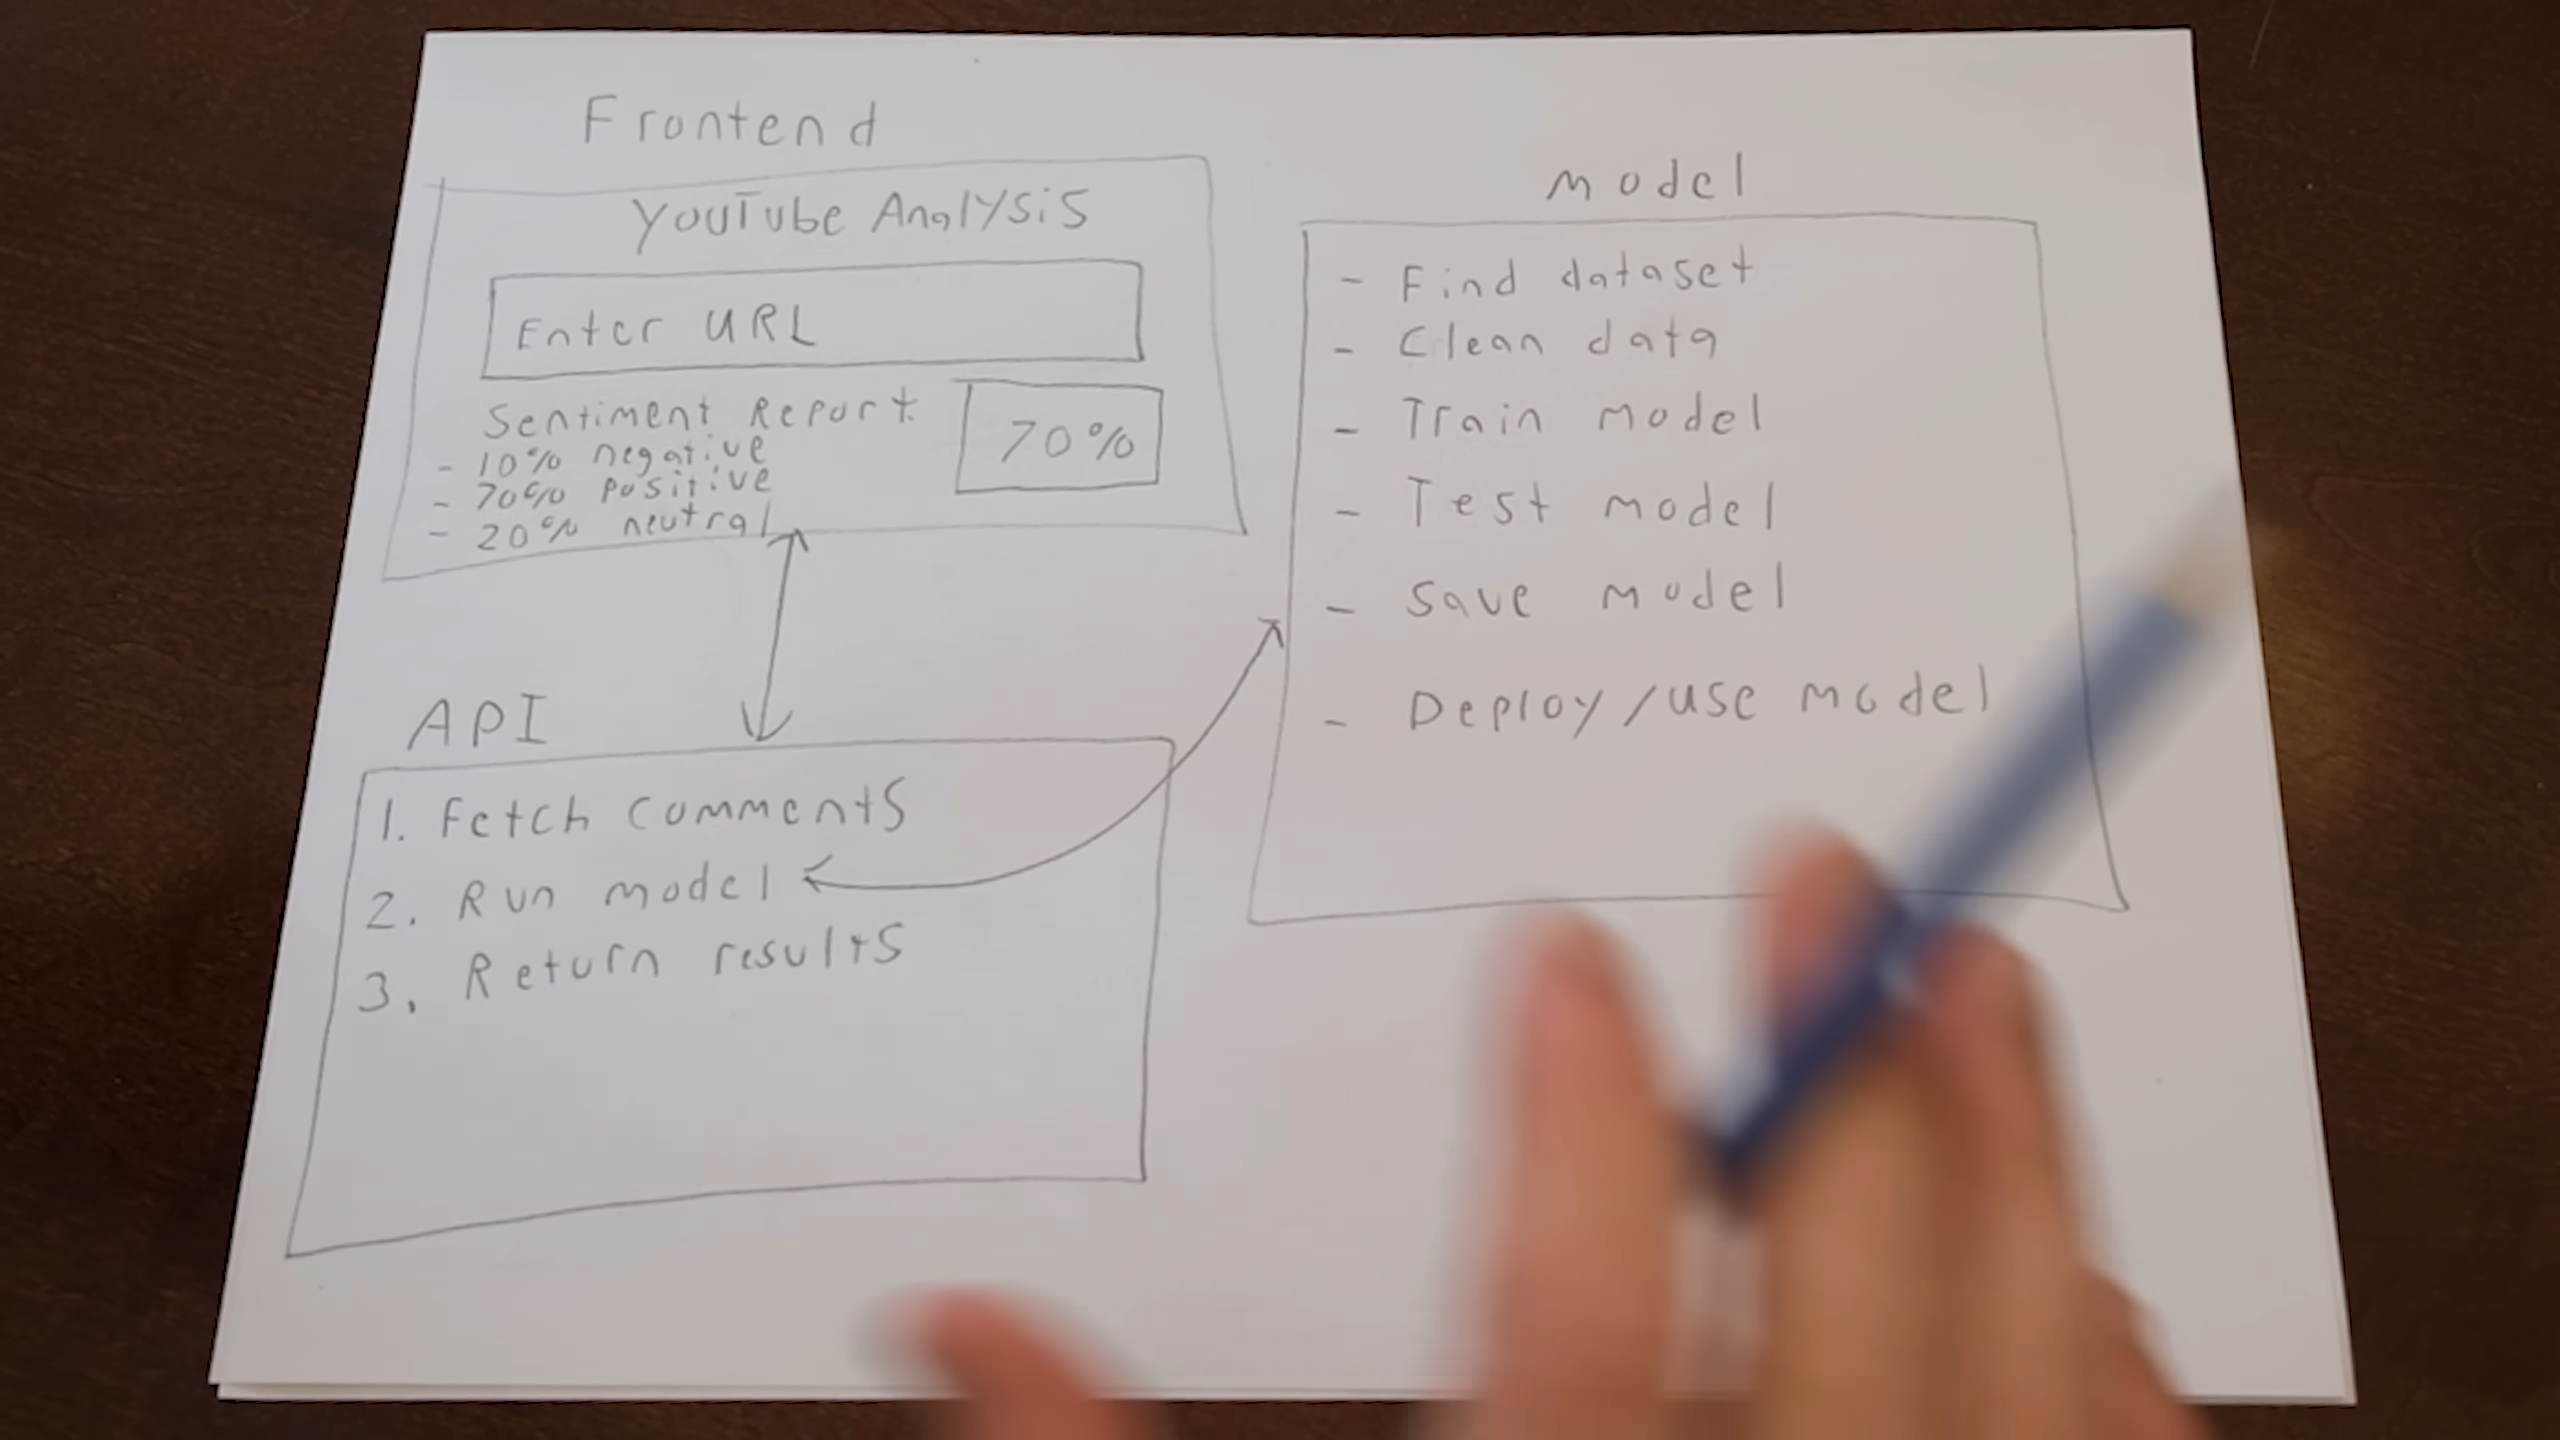 Frontend
YouTube Analysis
Enter URL
Sentiment Report
- 10% negative
- 70% positive
- 20% neutral
70%
API
1. Fetch comments
2. Run model
3. Return results
Model
- Find dataset
- Clean data
- Train model
- Test model
- Save model
- Deploy/use model